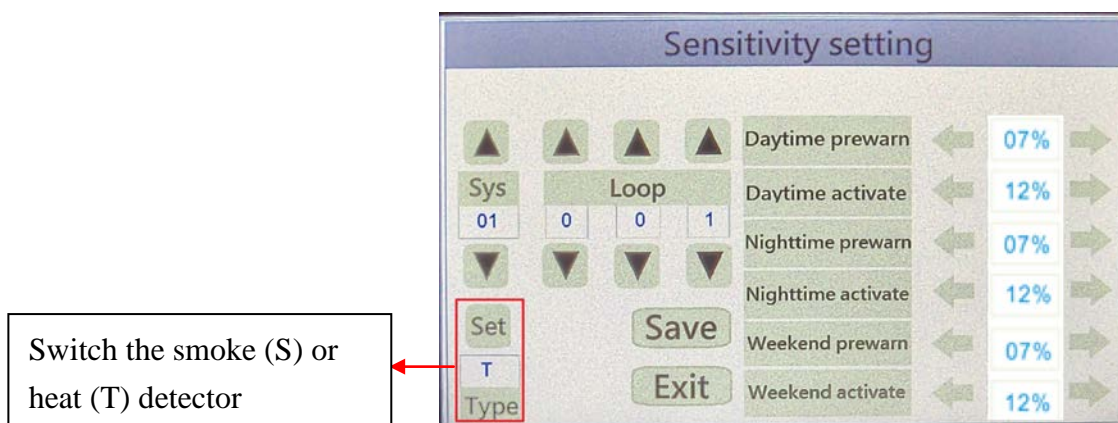 Sensitivity setting
Sys
01
Loop
0 0 1
Set
T
Type
Save
Exit
Daytime prewarn 07%
Daytime activate 12%
Nighttime prewarn 07%
Nighttime activate 12%
Weekend prewarn 07%
Weekend activate 12%
Switch the smoke (S) or
heat (T) detector